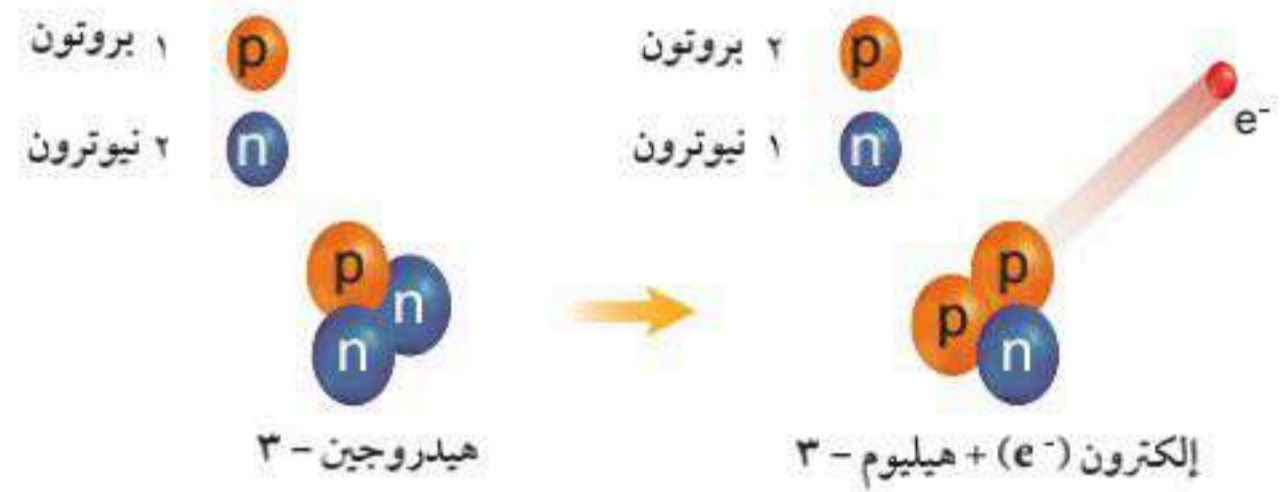 ١ بروتون p
٢ نيوترون n
٢ بروتون p
١ نيوترون n
e-
p
n
n
p
p
n
هيدروجين - ٣
إلكترون (e -) + هيليوم - ٣